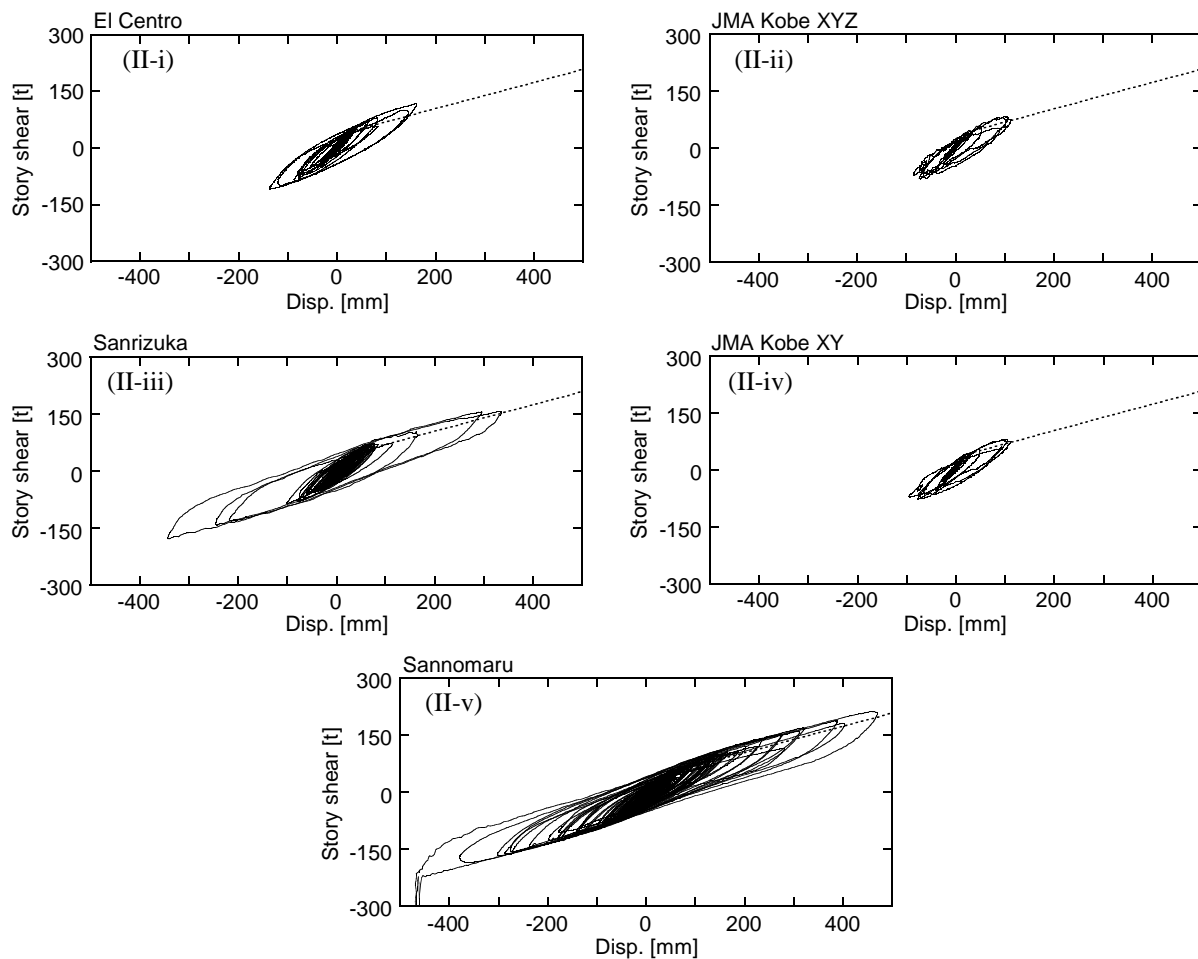 El Centro
(II-i)
300
150
0
-150
-300
Story shear [t]
-400 -200 0 200 400
Disp. [mm]
JMA Kobe XYZ
(II-ii)
300
150
0
-150
-300
Story shear [t]
-400 -200 0 200 400
Disp. [mm]
Sanrizuka
(II-iii)
300
150
0
-150
-300
Story shear [t]
-400 -200 0 200 400
Disp. [mm]
JMA Kobe XY
(II-iv)
300
150
0
-150
-300
Story shear [t]
-400 -200 0 200 400
Disp. [mm]
Sannomaru
(II-v)
300
150
0
-150
-300
Story shear [t]
-400 -200 0 200 400
Disp. [mm]